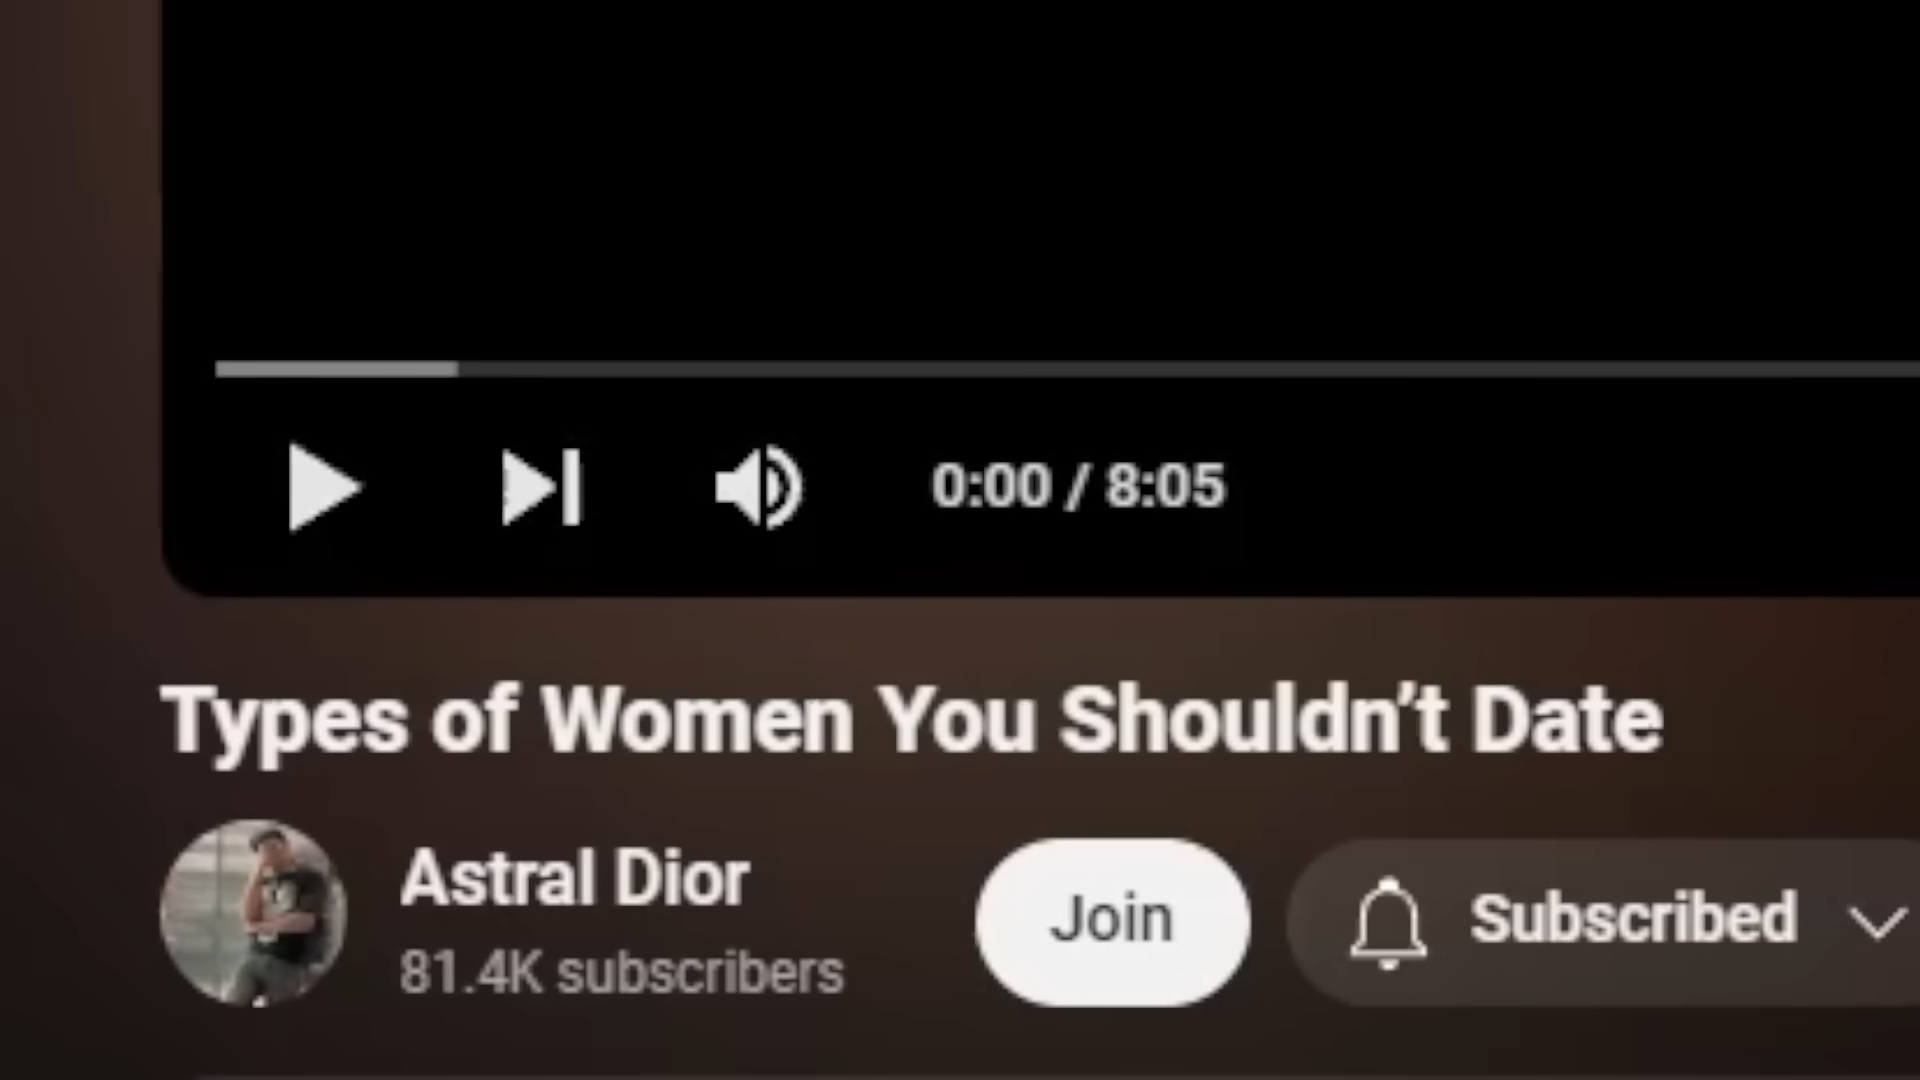 0:00 / 8:05
Types of Women You Shouldn’t Date
Astral Dior
Join
Subscribed
81.4K subscribers